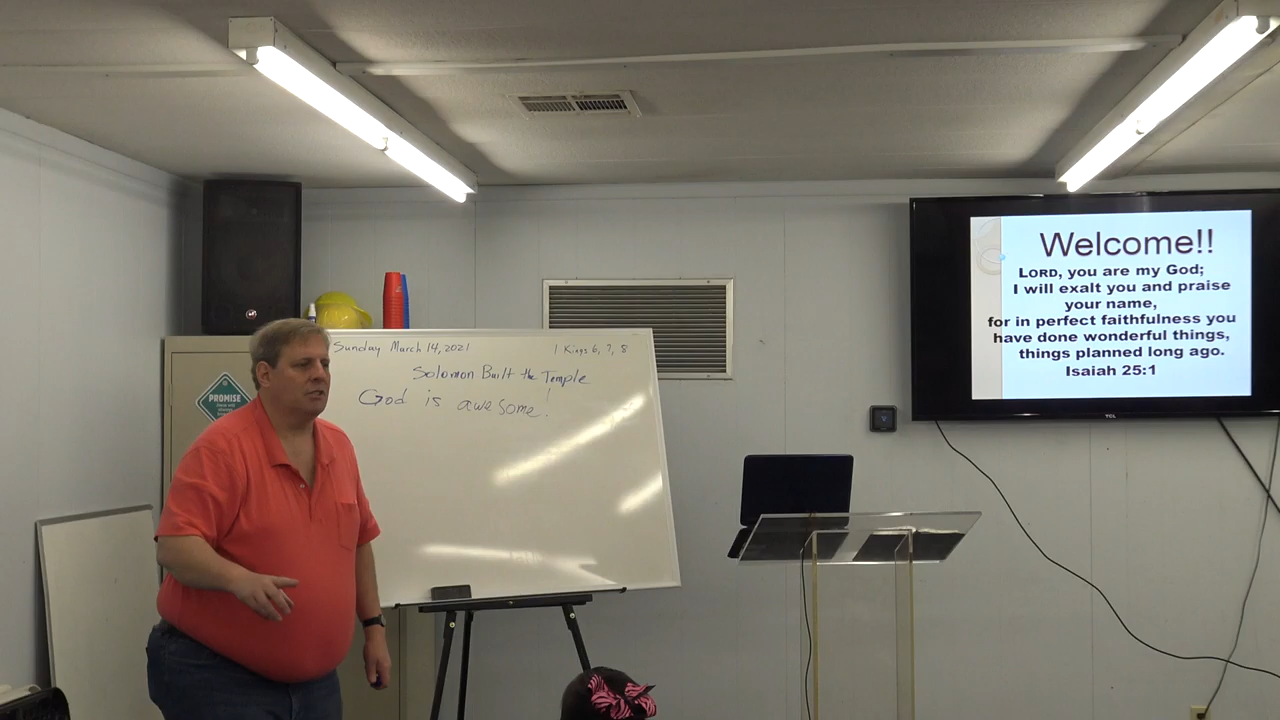 Sunday March 14, 2021
1 Kings 6, 7, 8
Solomon Built the Temple
God is awesome!
PROMISE
Welcome!!
LORD, you are my God;
I will exalt you and praise
your name,
for in perfect faithfulness you
have done wonderful things,
things planned long ago.
Isaiah 25:1
TCL